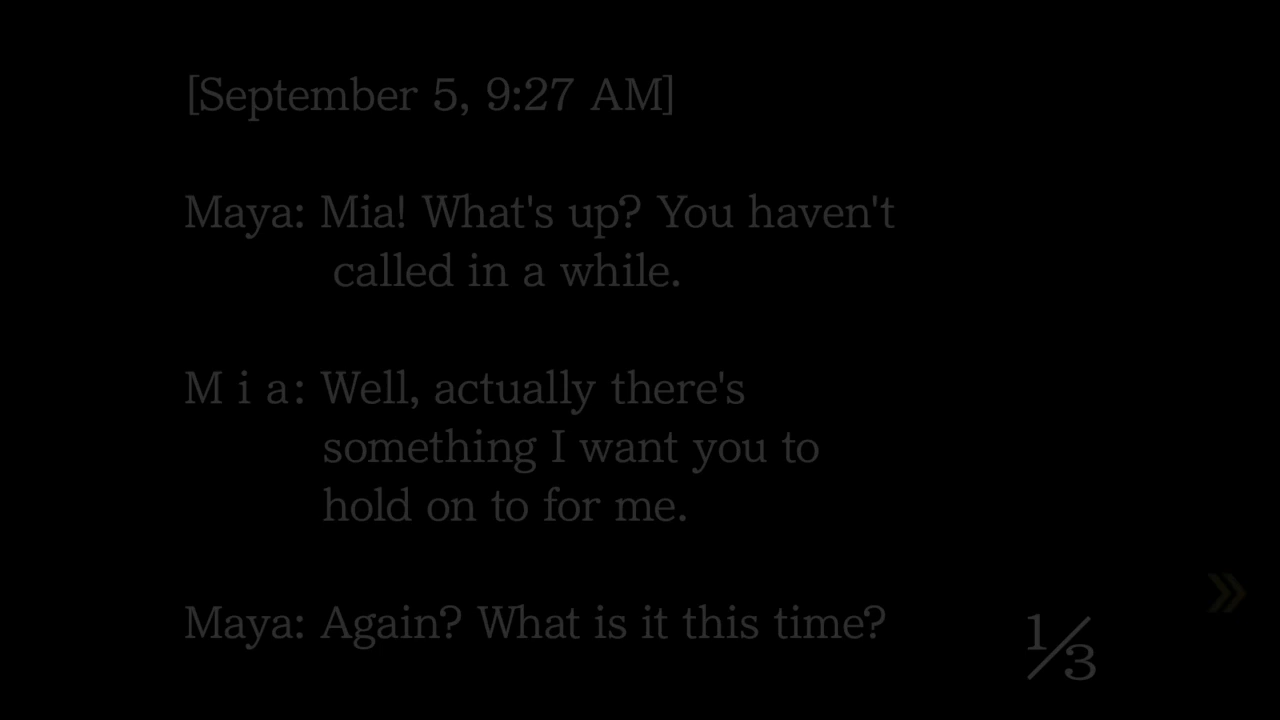 [September 5, 9:27 AM]
Maya: Mia! What's up? You haven't
called in a while.
M i a: Well, actually there's
something I want you to
hold on to for me.
Maya: Again? What is it this time?
1/3